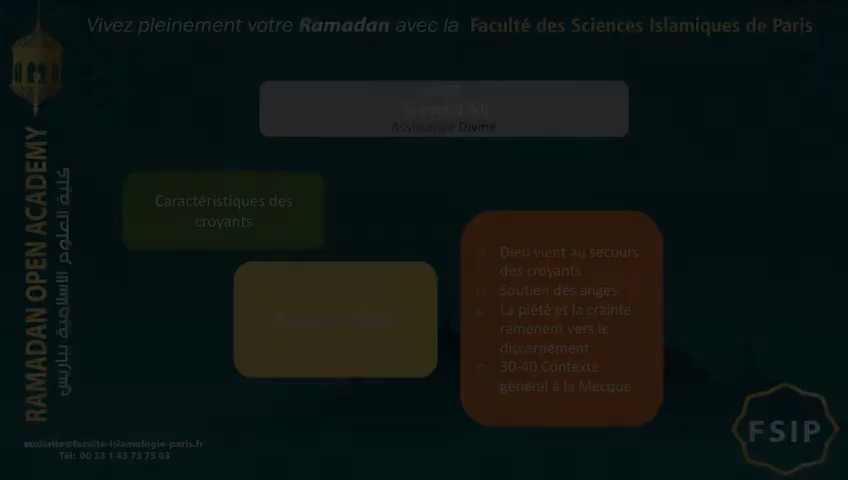 Vivez pleinement votre Ramadan avec la Faculté des Sciences Islamiques de Paris
Assistance Divine
Caractéristiques des
croyants
o Dieu vient au secours
des croyants
o Soutien des anges
o La piété et la crainte
ramènent vers le
discernement
o 30-40 Contexte
général à la Mecque
RAMADAN OPEN ACADEMY
كلية العلوم الاسلامية بباريس
scolarite@faculte-islamologie-paris.fr
Tél: 00 33 1 43 73 75 03
FSIP